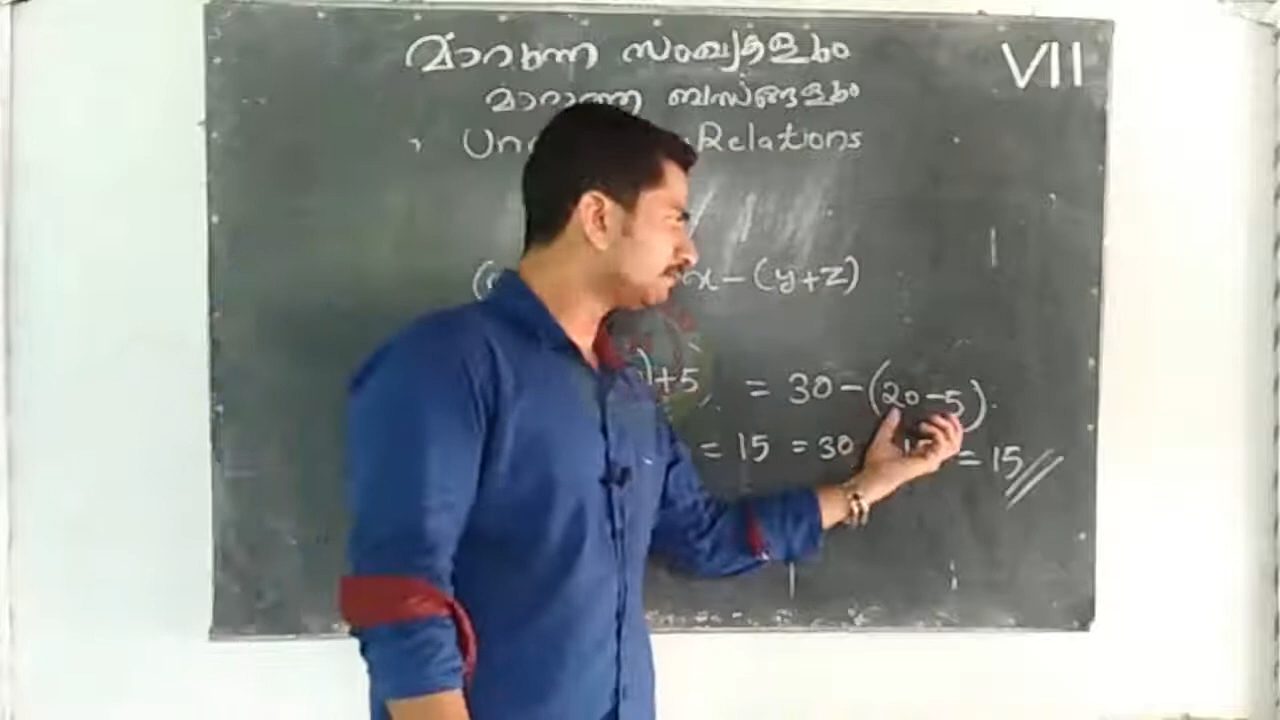 മാറുന്ന സംഖ്യകളും
VII
മാറാത്ത ബന്ധങ്ങളും
Relations
x-(y+z)
)+5 = 30-(20-5)
= 15 = 30 = 15